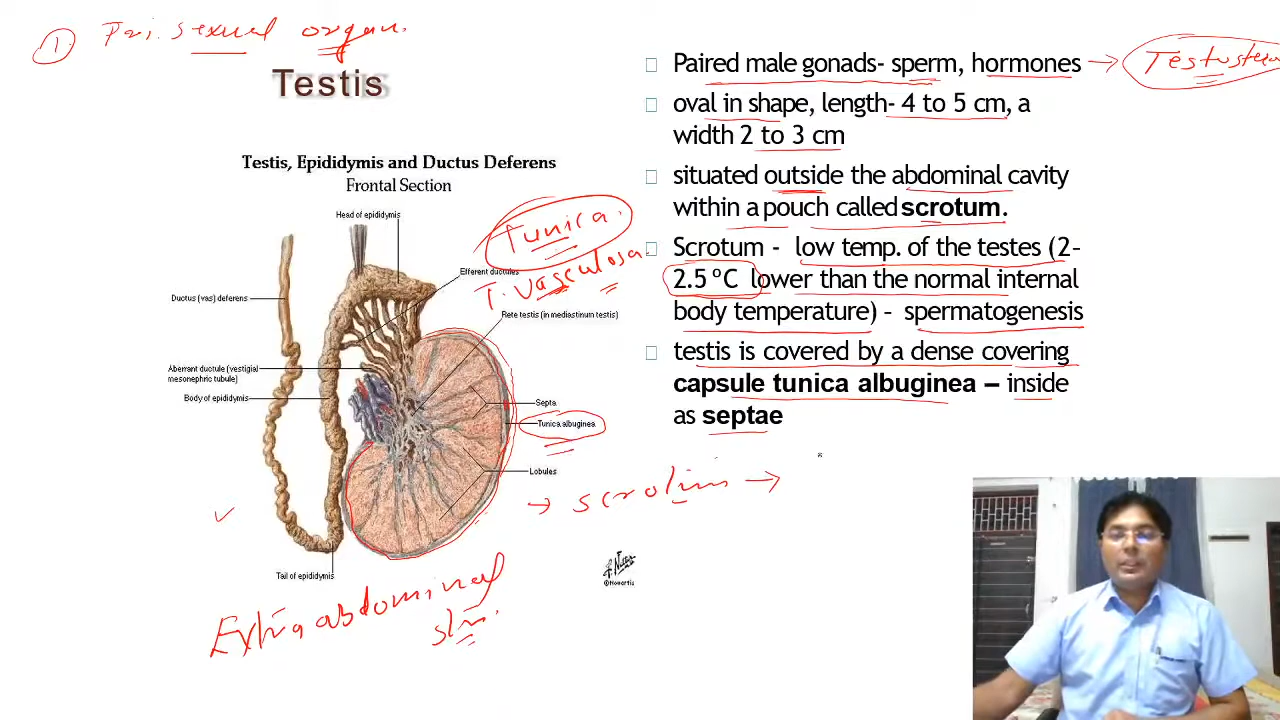 ① Pri. sexual organ.
Testis
Testis, Epididymis and Ductus Deferens
Frontal Section
Head of epididymis
Tunica.
T. Vasculosa.
Efferent ductules
Ductus (vas) deferens
Rete testis (in mediastinum testis)
Aberrant ductule (vestigial
mesonephric tubule)
Body of epididymis
Septa
Tunica albuginea
Lobules
Tail of epididymis
©Novartis
Extra abdominal
→ scrotum →
Paired male gonads- sperm, hormones → Testoster
oval in shape, length- 4 to 5 cm, a
width 2 to 3 cm
situated outside the abdominal cavity
within a pouch called scrotum.
Scrotum - low temp. of the testes (2-
2.5 ºC lower than the normal internal
body temperature) - spermatogenesis
testis is covered by a dense covering
capsule tunica albuginea – inside
as septae